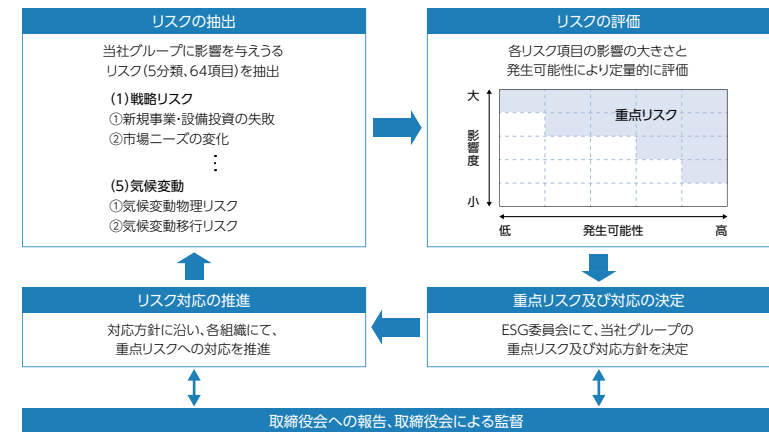 リスクの抽出
当社グループに影響を与えうる
リスク(5分類、64項目)を抽出
(1)戦略リスク
①新規事業・設備投資の失敗
②市場ニーズの変化
⋮
(5)気候変動
①気候変動物理リスク
②気候変動移行リスク
リスクの評価
各リスク項目の影響の大きさと
発生可能性により定量的に評価
大
影響度
小
重点リスク
低 発生可能性 高
重点リスク及び対応の決定
ESG委員会にて、当社グループの
重点リスク及び対応方針を決定
リスク対応の推進
対応方針に沿い、各組織にて、
重点リスクへの対応を推進
取締役会への報告、取締役会による監督